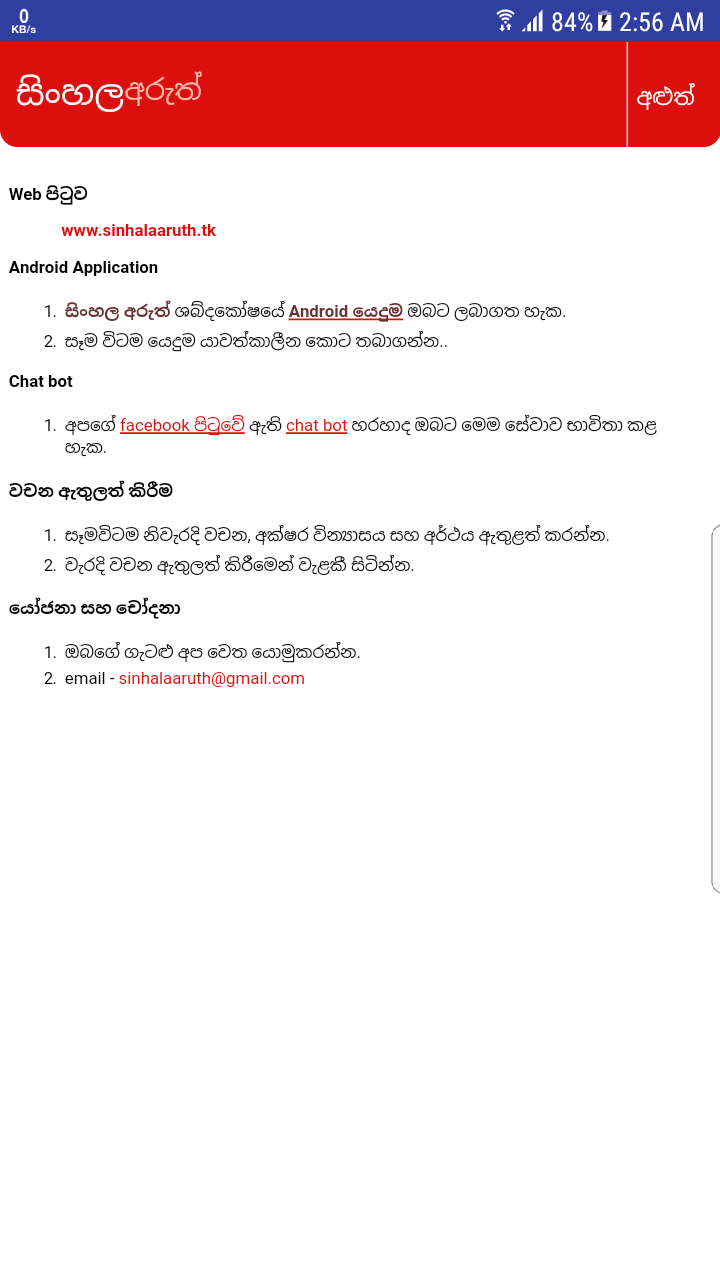 0
KB/s
84%
2:56 AM
සිංහලඅරුත්
අළුත්
Web පිටුව
www.sinhalaaruth.tk
Android Application
1. සිංහල අරුත් ශබ්දකෝෂයේ Android යෙදුම ඔබට ලබාගත හැක.
2. සෑම විටම යෙදුම යාවත්කාලීන කොට තබාගන්න..
Chat bot
1. අපගේ facebook පිටුවේ ඇති chat bot හරහාද ඔබට මෙම සේවාව භාවිතා කළ
හැක.
වචන ඇතුලත් කිරීම
1. සෑමවිටම නිවැරදි වචන, අක්ෂර වින්‍යාසය සහ අර්ථය ඇතුළත් කරන්න.
2. වැරදි වචන ඇතුලත් කිරීමෙන් වැළකී සිටින්න.
යෝජනා සහ චෝදනා
1. ඔබගේ ගැටළු අප වෙත යොමුකරන්න.
2. email - sinhalaaruth@gmail.com